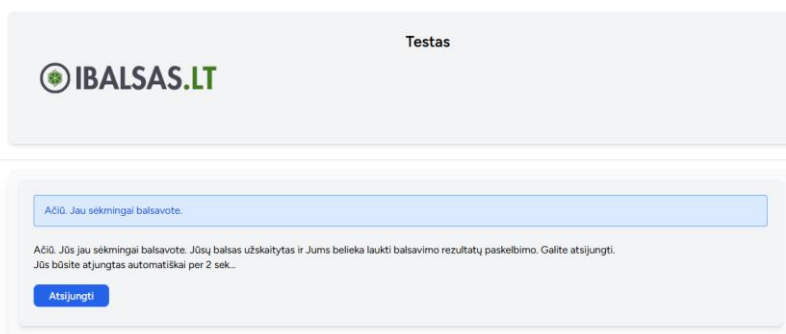 Testas
IBALSAS.LT
Ačiū. Jau sėkmingai balsavote.
Ačiū. Jūs jau sėkmingai balsavote. Jūsų balsas užskaitytas ir Jums belieka laukti balsavimo rezultatų paskelbimo. Galite atsijungti.
Jūs būsite atjungtas automatiškai per 2 sek...
Atsijungti